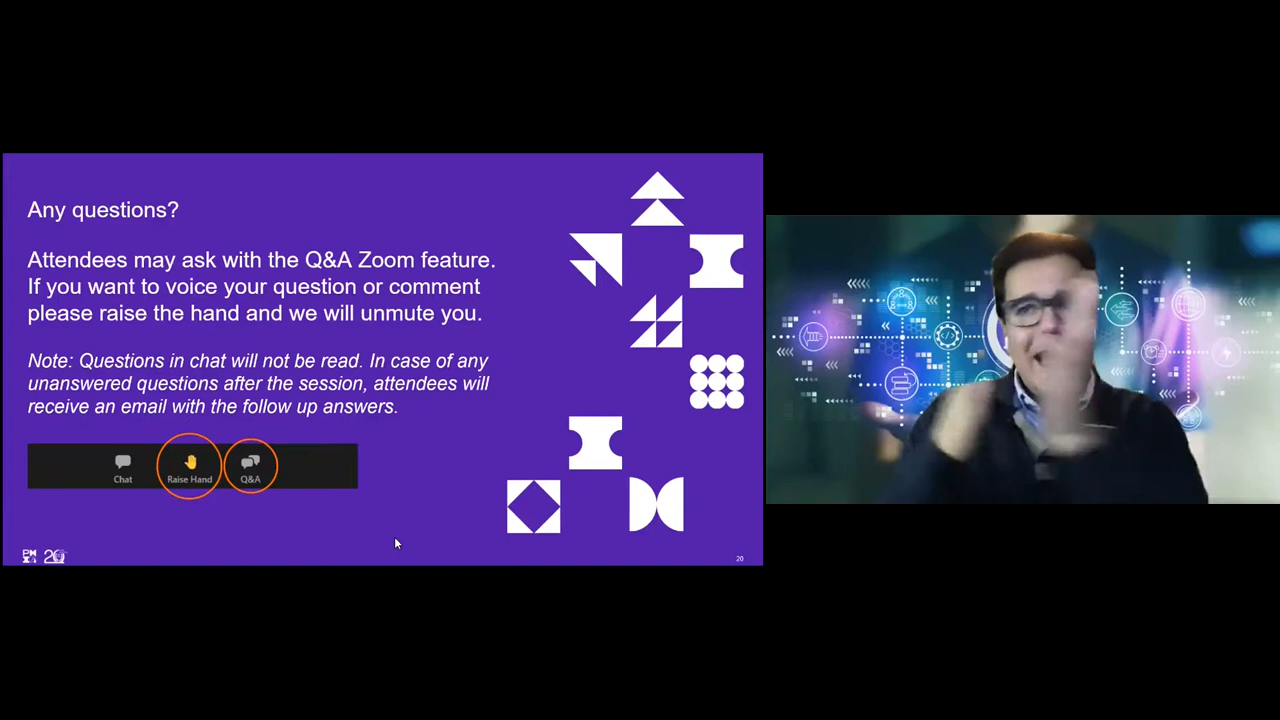 Any questions?
Attendees may ask with the Q&A Zoom feature.
If you want to voice your question or comment
please raise the hand and we will unmute you.
Note: Questions in chat will not be read. In case of any
unanswered questions after the session, attendees will
receive an email with the follow up answers.
Chat
Raise Hand
Q&A
PM
20
20